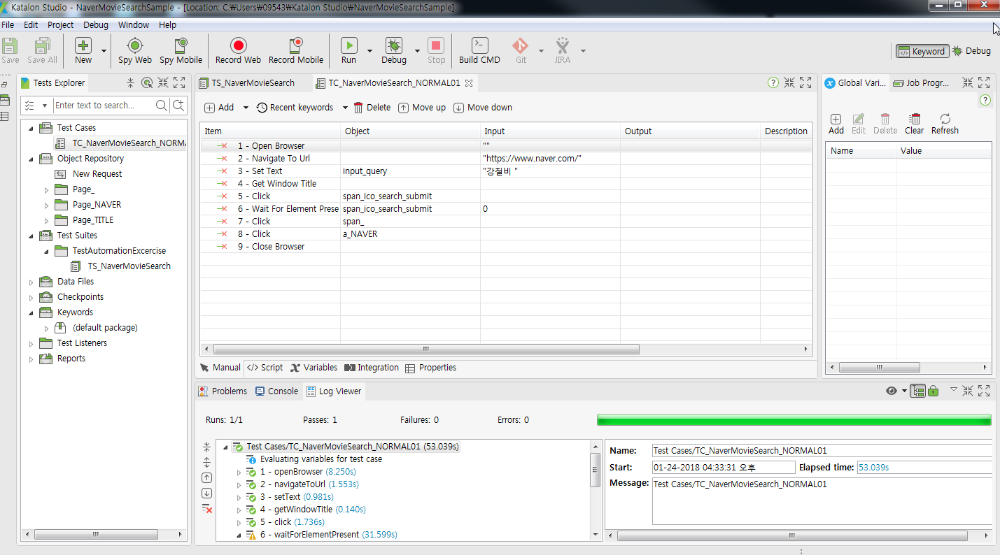 Katalon Studio - NaverMovieSearchSample - [Location: C:₩Users₩09543₩Katalon Studio₩NaverMovieSearchSample]
File Edit Project Debug Window Help
Save Save All New Spy Web Spy Mobile Record Web Record Mobile Run Debug Stop Build CMD Git JIRA Keyword Debug
Tests Explorer
Enter text to search...
Test Cases
TC_NaverMovieSearch_NORMA
Object Repository
New Request
Page_
Page_NAVER
Page_TITLE
Test Suites
TestAutomationExcercise
TS_NaverMovieSearch
Data Files
Checkpoints
Keywords
(default package)
Test Listeners
Reports
TS_NaverMovieSearch TC_NaverMovieSearch_NORMAL01
Add Recent keywords Delete Move up Move down
Item Object Input Output Description
1 - Open Browser ""
2 - Navigate To Url "https://www.naver.com/"
3 - Set Text input_query "강철비 "
4 - Get Window Title
5 - Click span_ico_search_submit
6 - Wait For Element Prese span_ico_search_submit 0
7 - Click span_
8 - Click a_NAVER
9 - Close Browser
Manual </> Script Variables Integration Properties
Global Vari... Job Progr...
Add Edit Delete Clear Refresh
Name Value
Problems Console Log Viewer
Runs: 1/1 Passes: 1 Failures: 0 Errors: 0
Test Cases/TC_NaverMovieSearch_NORMAL01 (53.039s)
Evaluating variables for test case
1 - openBrowser (8.250s)
2 - navigateToUrl (1.553s)
3 - setText (0.981s)
4 - getWindowTitle (0.140s)
5 - click (1.736s)
6 - waitForElementPresent (31.599s)
Name: Test Cases/TC_NaverMovieSearch_NORMAL01
Start: 01-24-2018 04:33:31 오후 Elapsed time: 53.039s
Message: Test Cases/TC_NaverMovieSearch_NORMAL01